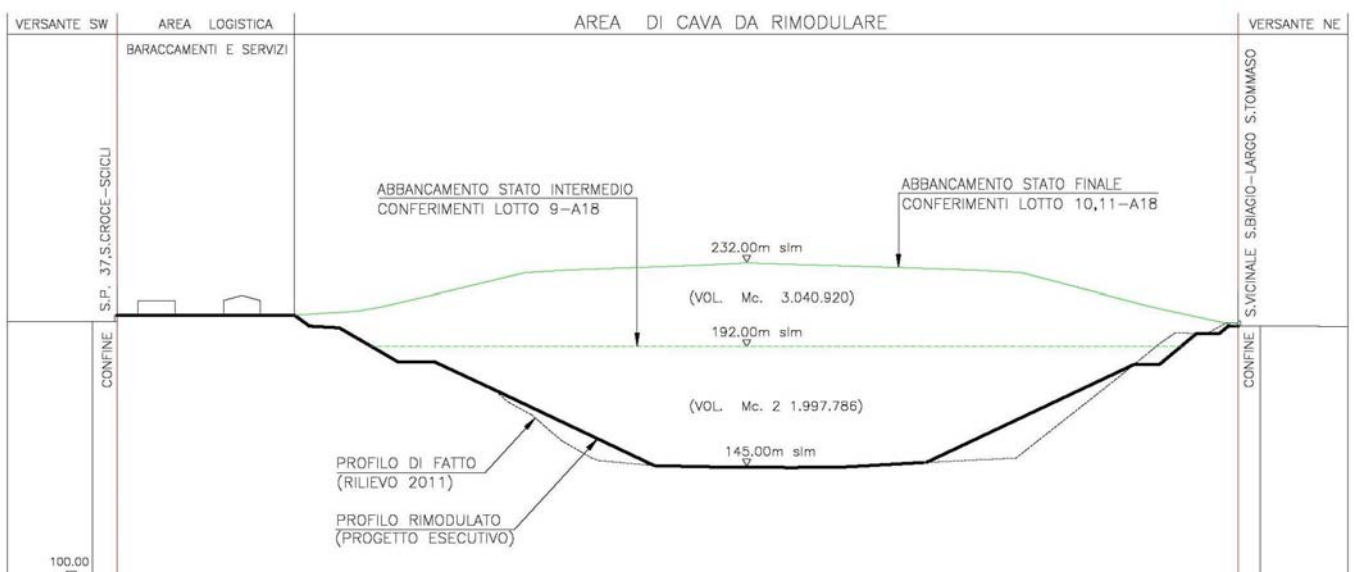 VERSANTE SW
AREA LOGISTICA
AREA DI CAVA DA RIMODULARE
VERSANTE NE
BARACCAMENTI E SERVIZI
S.P. 37,S.CROCE-SCICLI
S.VICINALE S.BIAGIO-LARGO S.TOMMASO
ABBANCAMENTO STATO INTERMEDIO
CONFERIMENTI LOTTO 9-A18
ABBANCAMENTO STATO FINALE
CONFERIMENTI LOTTO 10,11-A18
232.00m slm
(VOL. Mc. 3.040.920)
192.00m slm
CONFINE
CONFINE
(VOL. Mc. 2 1.997.786)
145.00m slm
PROFILO DI FATTO
(RILIEVO 2011)
PROFILO RIMODULATO
(PROGETTO ESECUTIVO)
100.00